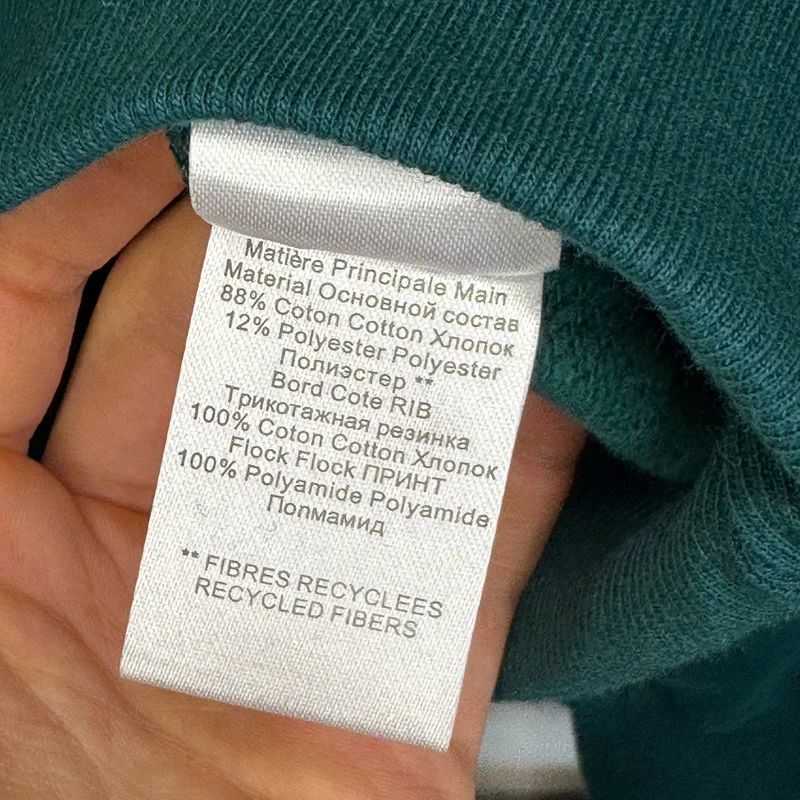 Matière Principale Main
Material Основной состав
88% Coton Cotton Хлопок
12% Polyester Polyester
Полиэстер **
Bord Cote RIB
Трикотажная резинка
100% Coton Cotton Хлопок
Flock Flock ПРИНТ
100% Polyamide Polyamide
Попмамид
** FIBRES RECYCLEES
RECYCLED FIBERS